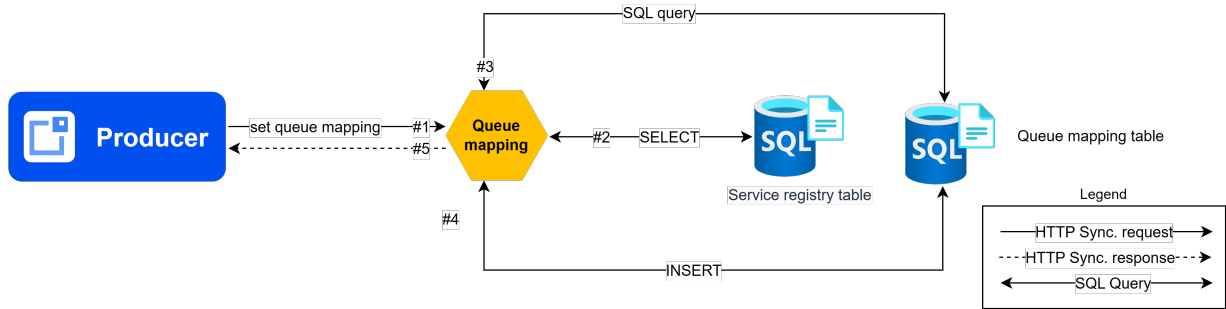 SQL query
#3
Producer
set queue mapping
#1
#5
Queue
mapping
#2
SELECT
SQL
SQL
Queue mapping table
Service registry table
#4
INSERT
Legend
HTTP Sync. request
HTTP Sync. response
SQL Query